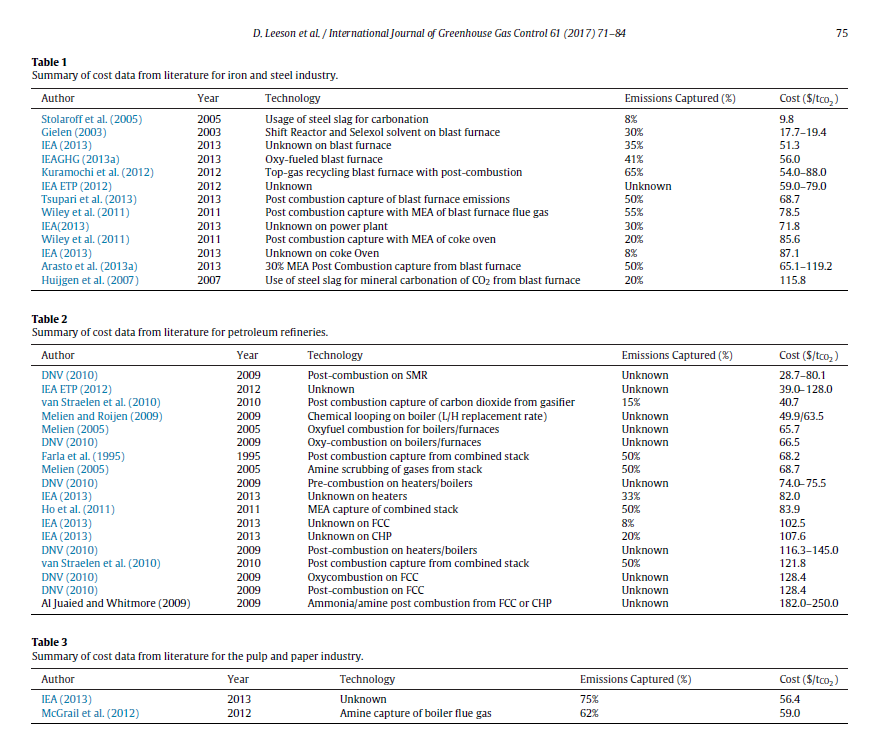 D. Leeson et al. / International Journal of Greenhouse Gas Control 61 (2017) 71–84 75
Table 1
Summary of cost data from literature for iron and steel industry.
Author Year Technology Emissions Captured (%) Cost ($/tCO2)
Stolaroff et al. (2005) 2005 Usage of steel slag for carbonation 8% 9.8
Gielen (2003) 2003 Shift Reactor and Selexol solvent on blast furnace 30% 17.7–19.4
IEA (2013) 2013 Unknown on blast furnace 35% 51.3
IEAGHG (2013a) 2013 Oxy-fueled blast furnace 41% 56.0
Kuramochi et al. (2012) 2012 Top-gas recycling blast furnace with post-combustion 65% 54.0–88.0
IEA ETP (2012) 2012 Unknown Unknown 59.0–79.0
Tsupari et al. (2013) 2013 Post combustion capture of blast furnace emissions 50% 68.7
Wiley et al. (2011) 2011 Post combustion capture with MEA of blast furnace flue gas 55% 78.5
IEA(2013) 2013 Unknown on power plant 30% 71.8
Wiley et al. (2011) 2011 Post combustion capture with MEA of coke oven 20% 85.6
IEA (2013) 2013 Unknown on coke Oven 8% 87.1
Arasto et al. (2013a) 2013 30% MEA Post Combustion capture from blast furnace 50% 65.1–119.2
Huijgen et al. (2007) 2007 Use of steel slag for mineral carbonation of CO2 from blast furnace 20% 115.8
Table 2
Summary of cost data from literature for petroleum refineries.
Author Year Technology Emissions Captured (%) Cost ($/tCO2)
DNV (2010) 2009 Post-combustion on SMR Unknown 28.7–80.1
IEA ETP (2012) 2012 Unknown Unknown 39.0–128.0
van Straelen et al. (2010) 2010 Post combustion capture of carbon dioxide from gasifier 15% 40.7
Melien and Roijen (2009) 2009 Chemical looping on boiler (L/H replacement rate) Unknown 49.9/63.5
Melien (2005) 2005 Oxyfuel combustion for boilers/furnaces Unknown 65.7
DNV (2010) 2009 Oxy-combustion on boilers/furnaces Unknown 66.5
Farla et al. (1995) 1995 Post combustion capture from combined stack 50% 68.2
Melien (2005) 2005 Amine scrubbing of gases from stack 50% 68.7
DNV (2010) 2009 Pre-combustion on heaters/boilers Unknown 74.0–75.5
IEA (2013) 2013 Unknown on heaters 33% 82.0
Ho et al. (2011) 2011 MEA capture of combined stack 50% 83.9
IEA (2013) 2013 Unknown on FCC 8% 102.5
IEA (2013) 2013 Unknown on CHP 20% 107.6
DNV (2010) 2009 Post-combustion on heaters/boilers Unknown 116.3–145.0
van Straelen et al. (2010) 2010 Post combustion capture from combined stack 50% 121.8
DNV (2010) 2009 Oxycombustion on FCC Unknown 128.4
DNV (2010) 2009 Post-combustion on FCC Unknown 128.4
Al Juaied and Whitmore (2009) 2009 Ammonia/amine post combustion from FCC or CHP Unknown 182.0–250.0
Table 3
Summary of cost data from literature for the pulp and paper industry.
Author Year Technology Emissions Captured (%) Cost ($/tCO2)
IEA (2013) 2013 Unknown 75% 56.4
McGrail et al. (2012) 2012 Amine capture of boiler flue gas 62% 59.0